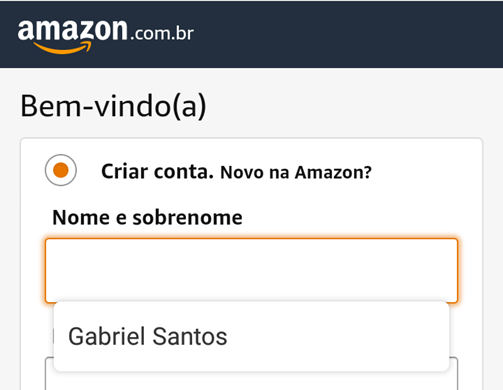 amazon.com.br
Bem-vindo(a)
Criar conta. Novo na Amazon?
Nome e sobrenome
Gabriel Santos